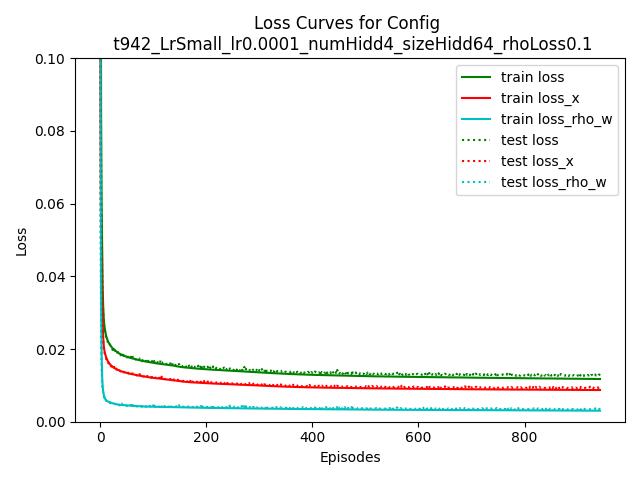 Loss Curves for Config
t942_LrSmall_lr0.0001_numHidd4_sizeHidd64_rhoLoss0.1
0.10
0.08
0.06
0.04
0.02
0.00
Loss
train loss
train loss_x
train loss_rho_w
test loss
test loss_x
test loss_rho_w
0
200
400
600
800
Episodes